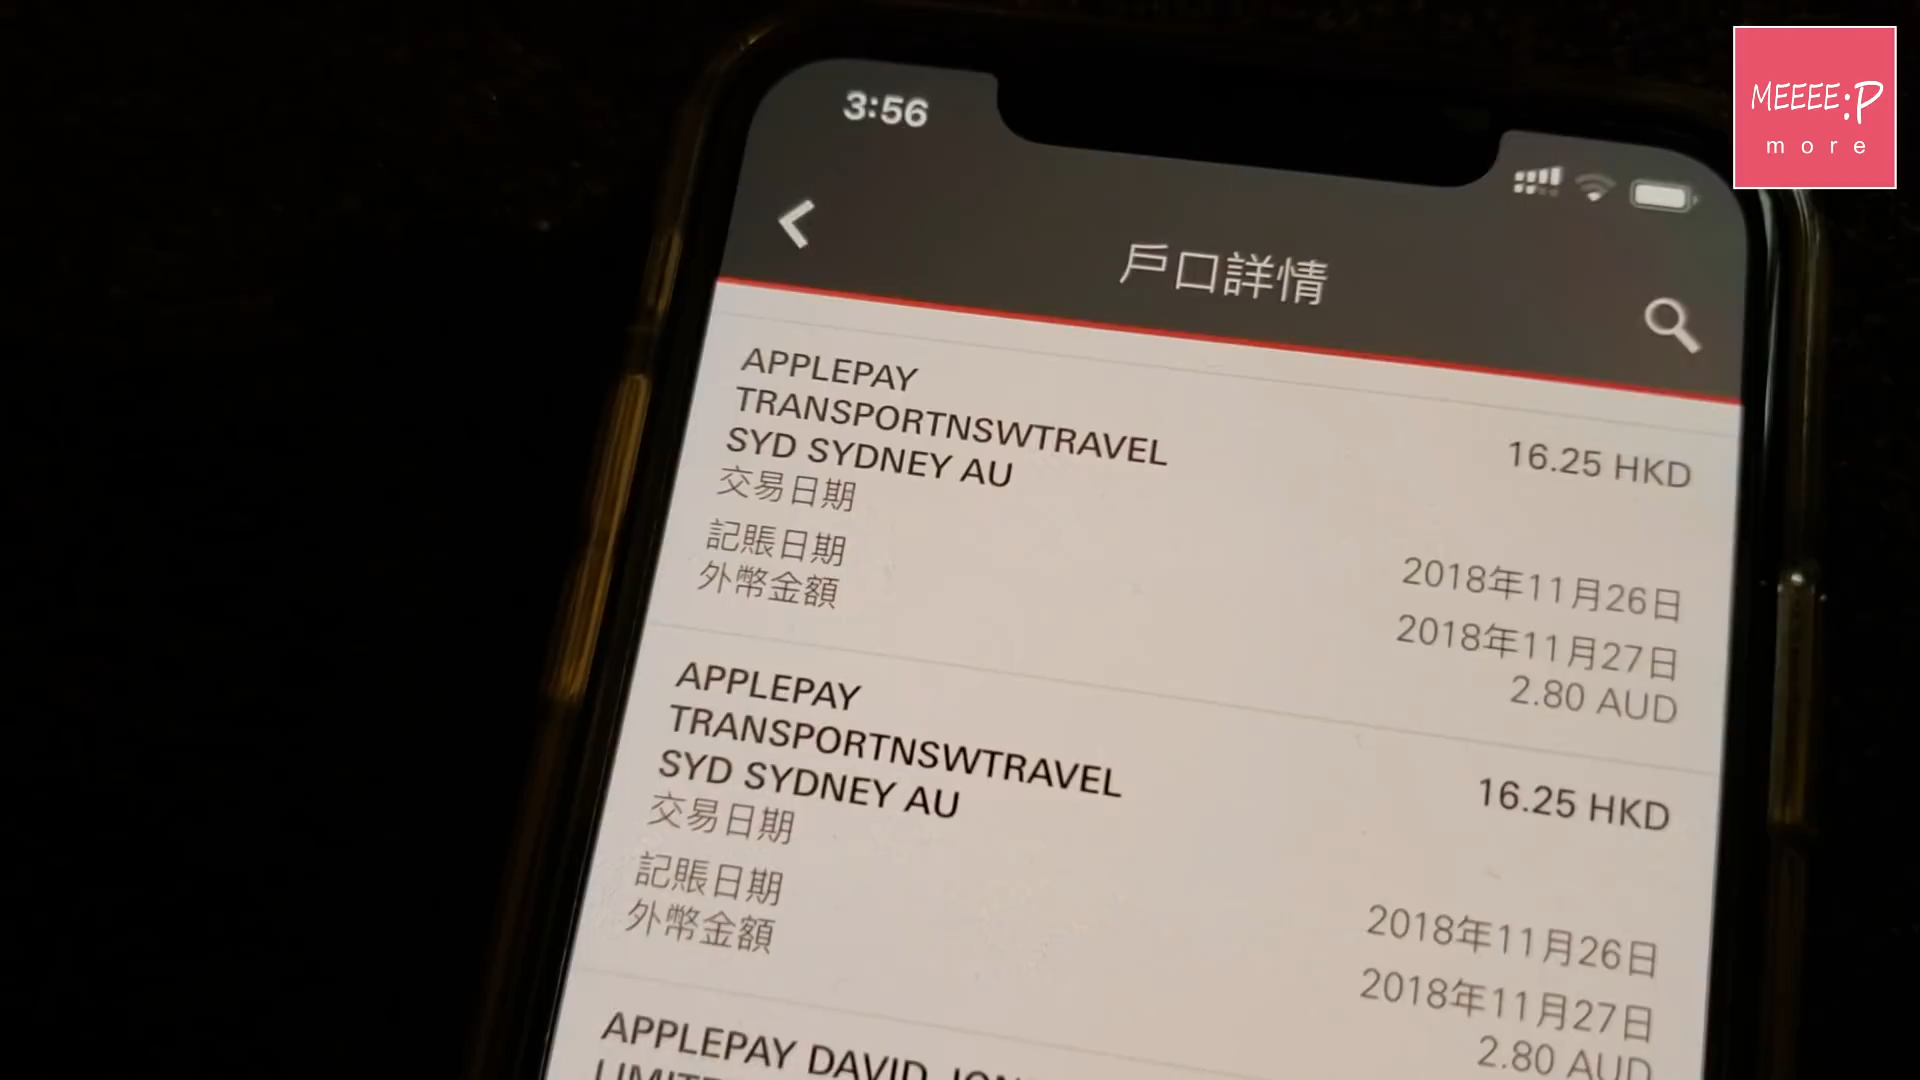 MEEEE:P
more
3:56
戶口詳情
APPLEPAY
TRANSPORTNSWTRAVEL
SYD SYDNEY AU
16.25 HKD
交易日期
2018年11月26日
記賬日期
2018年11月27日
外幣金額
2.80 AUD
APPLEPAY
TRANSPORTNSWTRAVEL
SYD SYDNEY AU
16.25 HKD
交易日期
2018年11月26日
記賬日期
2018年11月27日
外幣金額
2.80 AUD
APPLEPAY DAVID